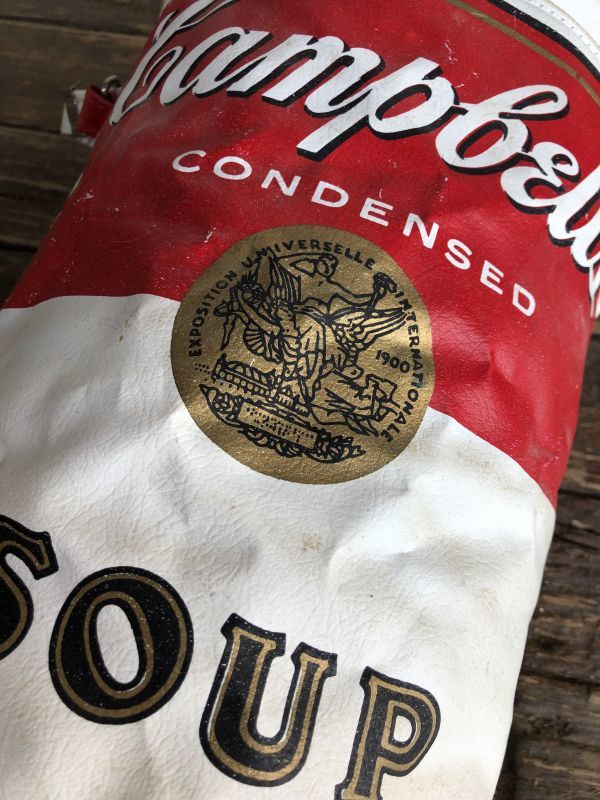 Campbell
CONDENSED
EXPOSITION UNIVERSELLE INTERNATIONALE
1900
SOUP